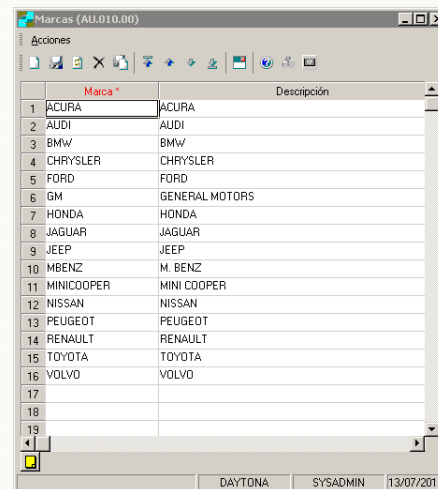 Marcas (AU.010.00)
Acciones
Marca * Descripción
1 ACURA ACURA
2 AUDI AUDI
3 BMW BMW
4 CHRYSLER CHRYSLER
5 FORD FORD
6 GM GENERAL MOTORS
7 HONDA HONDA
8 JAGUAR JAGUAR
9 JEEP JEEP
10 MBENZ M. BENZ
11 MINICOOPER MINI COOPER
12 NISSAN NISSAN
13 PEUGEOT PEUGEOT
14 RENAULT RENAULT
15 TOYOTA TOYOTA
16 VOLVO VOLVO
17
18
19
DAYTONA SYSADMIN 13/07/201